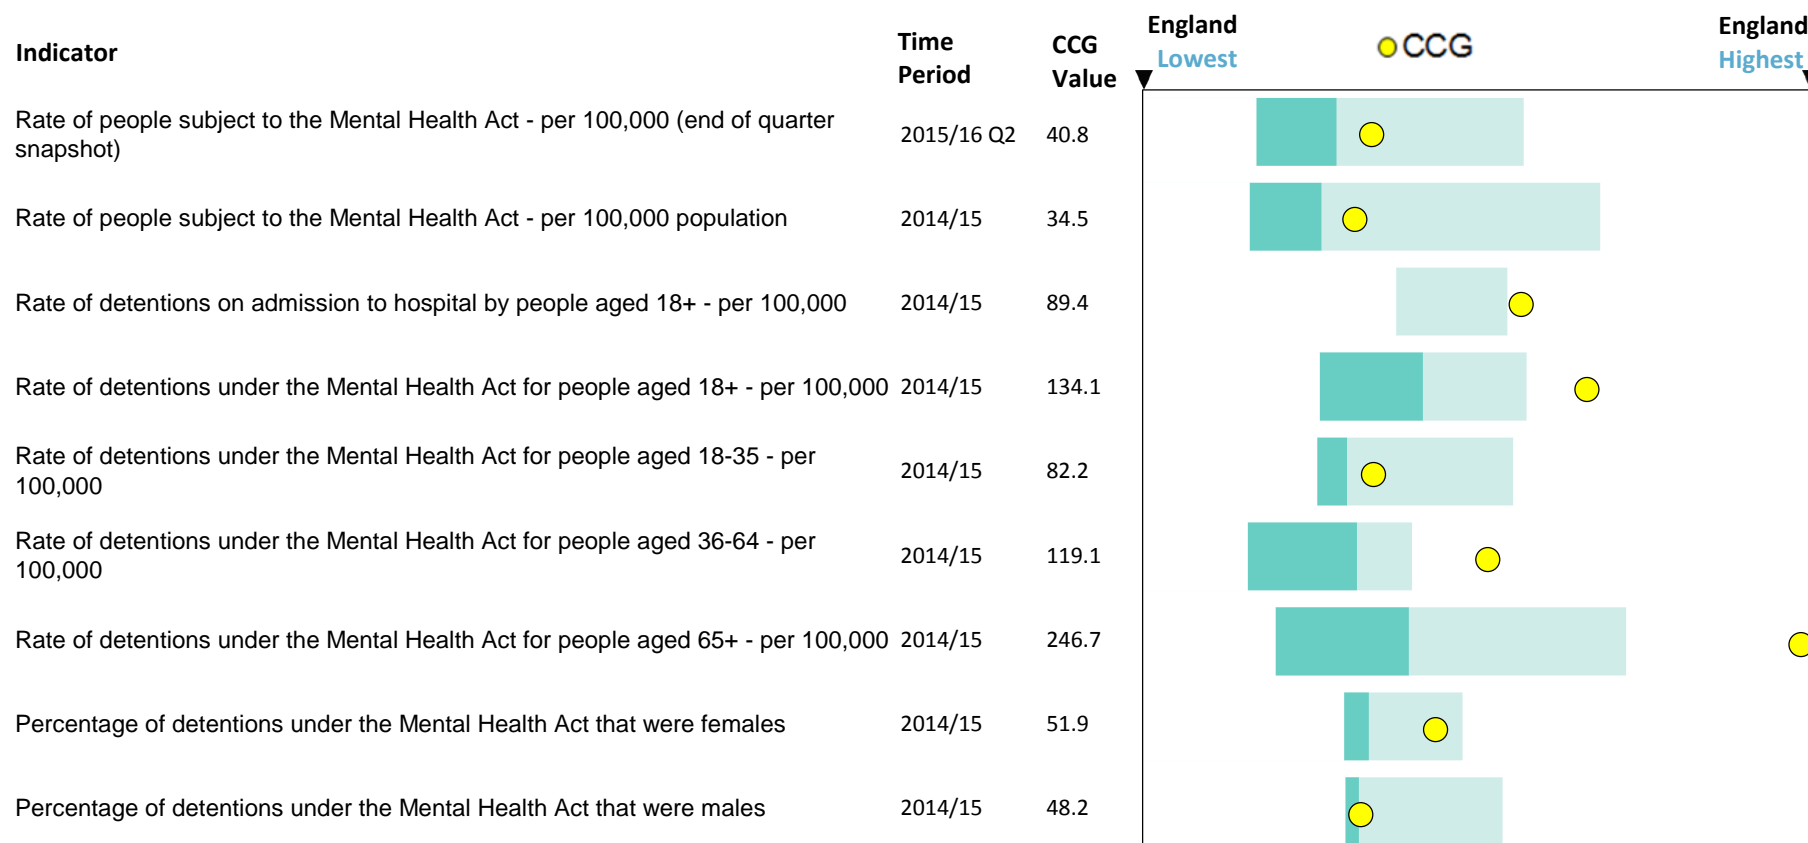 Indicator
Time Period
CCG Value
England Lowest
CCG
England Highest
Rate of people subject to the Mental Health Act - per 100,000 (end of quarter
snapshot)
2015/16 Q2 40.8
Rate of people subject to the Mental Health Act - per 100,000 population 2014/15 34.5
Rate of detentions on admission to hospital by people aged 18+ - per 100,000 2014/15 89.4
Rate of detentions under the Mental Health Act for people aged 18+ - per 100,000 2014/15 134.1
Rate of detentions under the Mental Health Act for people aged 18-35 - per
100,000
2014/15 82.2
Rate of detentions under the Mental Health Act for people aged 36-64 - per
100,000
2014/15 119.1
Rate of detentions under the Mental Health Act for people aged 65+ - per 100,000 2014/15 246.7
Percentage of detentions under the Mental Health Act that were females 2014/15 51.9
Percentage of detentions under the Mental Health Act that were males 2014/15 48.2